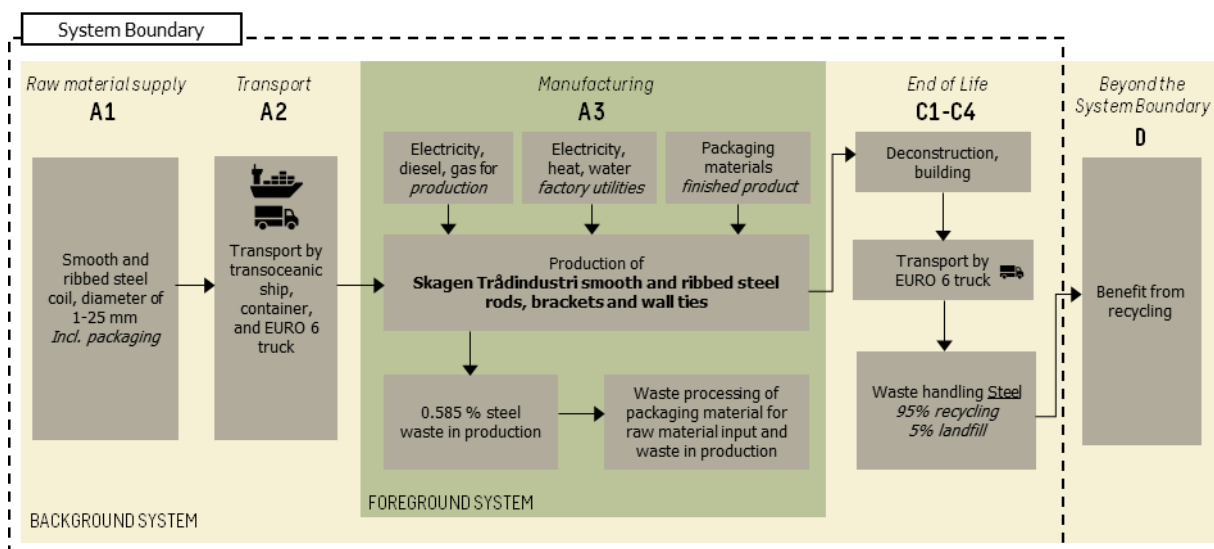 System Boundary
Raw material supply
A1
Transport
A2
Manufacturing
A3
End of Life
C1-C4
Beyond the
System Boundary
D
Smooth and
ribbed steel
coil, diameter of
1-25 mm
Incl. packaging
Transport by
transoceanic
ship,
container,
and EURO 6
truck
Electricity,
diesel, gas for
production
Electricity,
heat, water
factory utilities
Packaging
materials
finished product
Production of
Skagen Trådindustri smooth and ribbed steel
rods, brackets and wall ties
0.585 % steel
waste in production
Waste processing of
packaging material for
raw material input and
waste in production
Deconstruction,
building
Transport by
EURO 6 truck
Waste handling Steel
95% recycling
5% landfill
Benefit from
recycling
FOREGROUND SYSTEM
BACKGROUND SYSTEM